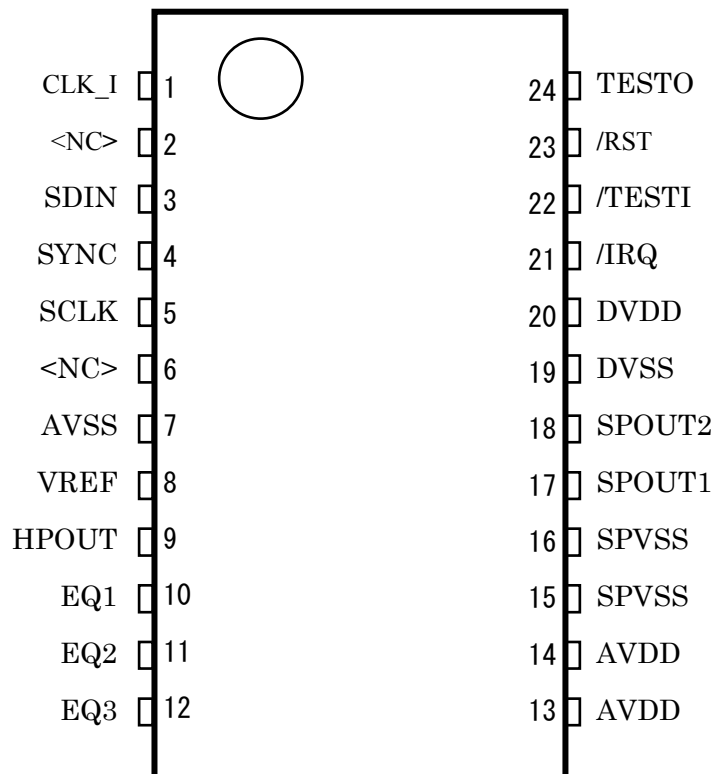 CLK_I 1 24 TESTO
<NC> 2 23 /RST
SDIN 3 22 /TESTI
SYNC 4 21 /IRQ
SCLK 5 20 DVDD
<NC> 6 19 DVSS
AVSS 7 18 SPOUT2
VREF 8 17 SPOUT1
HPOUT 9 16 SPVSS
EQ1 10 15 SPVSS
EQ2 11 14 AVDD
EQ3 12 13 AVDD